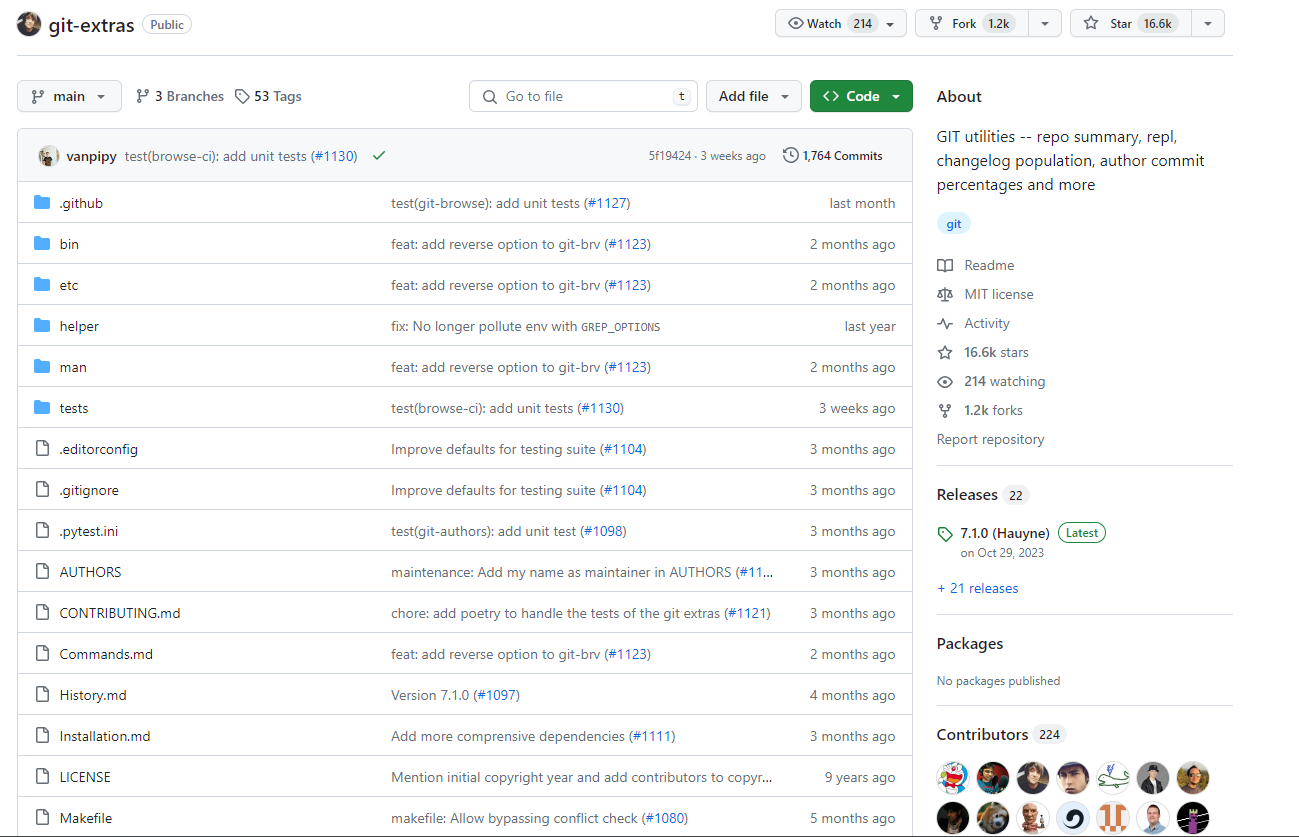 git-extras Public Watch 214 Fork 1.2k Star 16.6k
main 3 Branches 53 Tags Go to file t Add file Code
vanpipy test(browse-ci): add unit tests (#1130) 5f19424 · 3 weeks ago 1,764 Commits
.github test(git-browse): add unit tests (#1127) last month
bin feat: add reverse option to git-brv (#1123) 2 months ago
etc feat: add reverse option to git-brv (#1123) 2 months ago
helper fix: No longer pollute env with GREP_OPTIONS last year
man feat: add reverse option to git-brv (#1123) 2 months ago
tests test(browse-ci): add unit tests (#1130) 3 weeks ago
.editorconfig Improve defaults for testing suite (#1104) 3 months ago
.gitignore Improve defaults for testing suite (#1104) 3 months ago
.pytest.ini test(git-authors): add unit test (#1098) 3 months ago
AUTHORS maintenance: Add my name as maintainer in AUTHORS (#11... 3 months ago
CONTRIBUTING.md chore: add poetry to handle the tests of the git extras (#1121) 3 months ago
Commands.md feat: add reverse option to git-brv (#1123) 2 months ago
History.md Version 7.1.0 (#1097) 4 months ago
Installation.md Add more comprensive dependencies (#1111) 3 months ago
LICENSE Mention initial copyright year and add contributors to copyr... 9 years ago
Makefile makefile: Allow bypassing conflict check (#1080) 5 months ago
About
GIT utilities -- repo summary, repl,
changelog population, author commit
percentages and more
git
Readme
MIT license
Activity
16.6k stars
214 watching
1.2k forks
Report repository
Releases 22
7.1.0 (Hauyne) Latest
on Oct 29, 2023
+ 21 releases
Packages
No packages published
Contributors 224